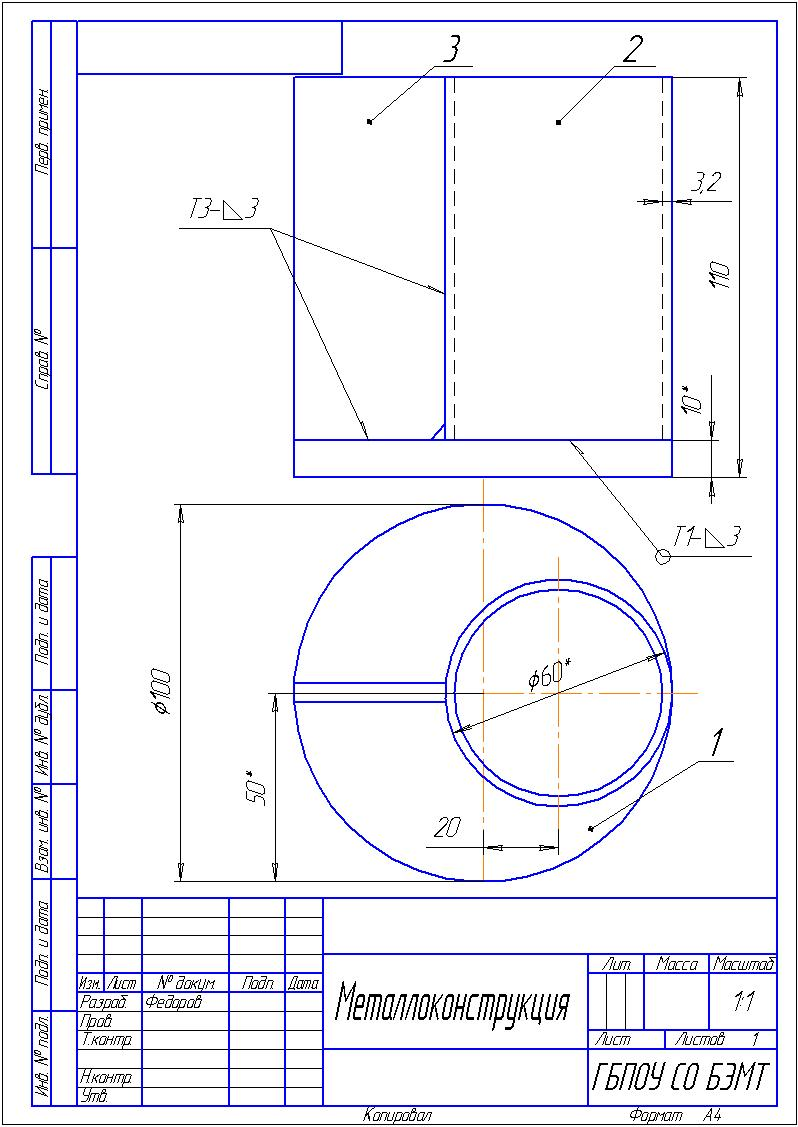 Перв. примен.
Справ. №
Подп. и дата
Инв. № дубл.
Взам. инв. №
Подп. и дата
Инв. № подл.
3
2
Т3-◺3
3,2
110
10*
Т1-◺3
ϕ100
ϕ60*
50*
1
20
Изм. Лист № докум. Подп. Дата
Разраб. Федоров
Пров.
Т.контр.
Н.контр.
Утв.
Металлоконструкция
Лит. Масса Масштаб
1:1
Лист Листов 1
ГБПОУ СО БЭМТ
Копировал Формат А4